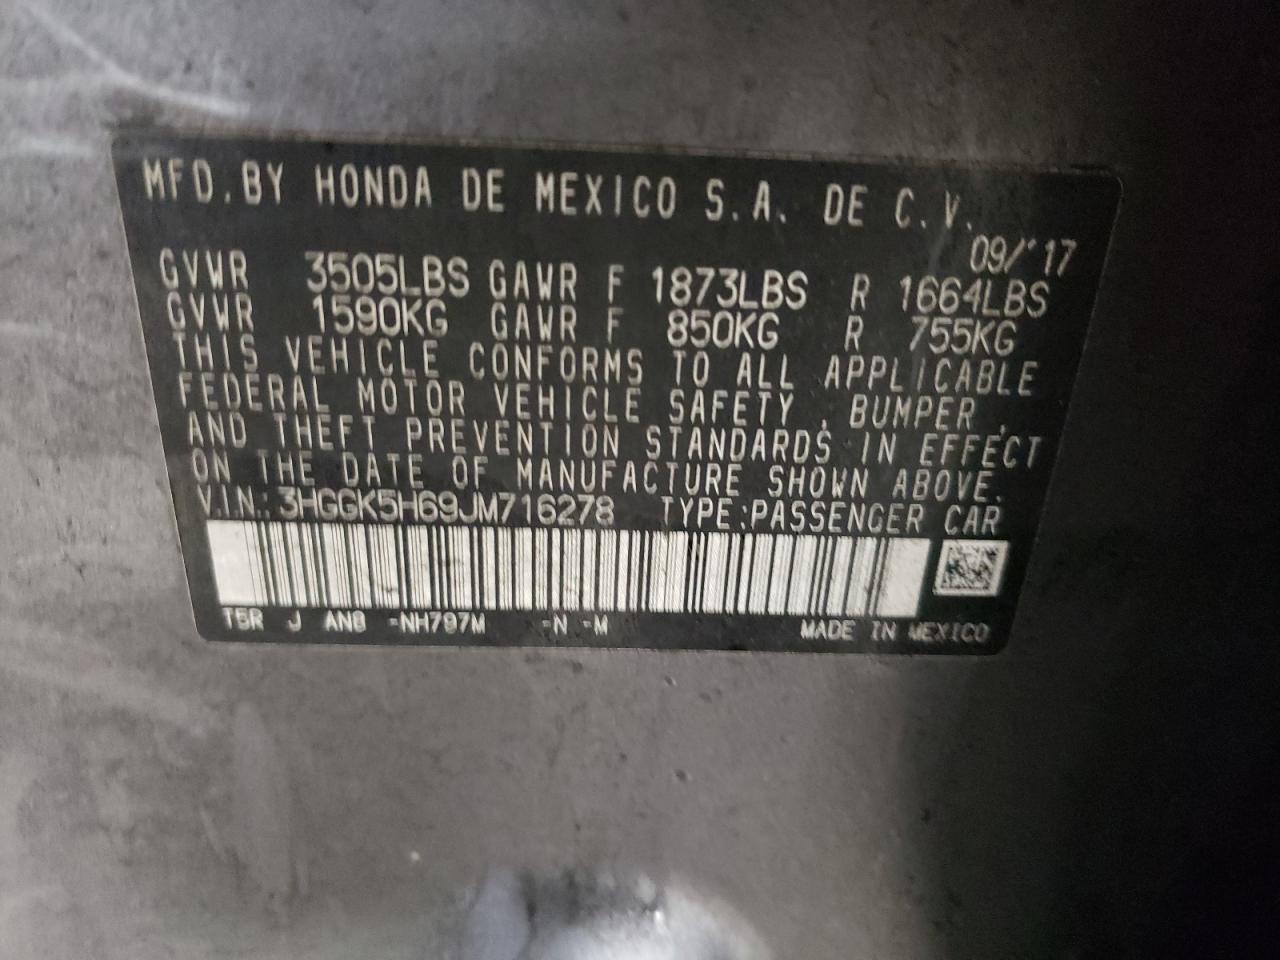 MFD.BY HONDA DE MEXICO S.A. DE C.V.
09/'17
GVWR 3505LBS GAWR F 1873LBS R 1664LBS
GVWR 1590KG GAWR F 850KG R 755KG
THIS VEHICLE CONFORMS TO ALL APPLICABLE
FEDERAL MOTOR VEHICLE SAFETY, BUMPER,
AND THEFT PREVENTION STANDARDS IN EFFECT
ON THE DATE OF MANUFACTURE SHOWN ABOVE.
V.I.N.: 3HGGK5H69JM716278 TYPE:PASSENGER CAR
T5R J AN8 -NH797M -N -M MADE IN MEXICO